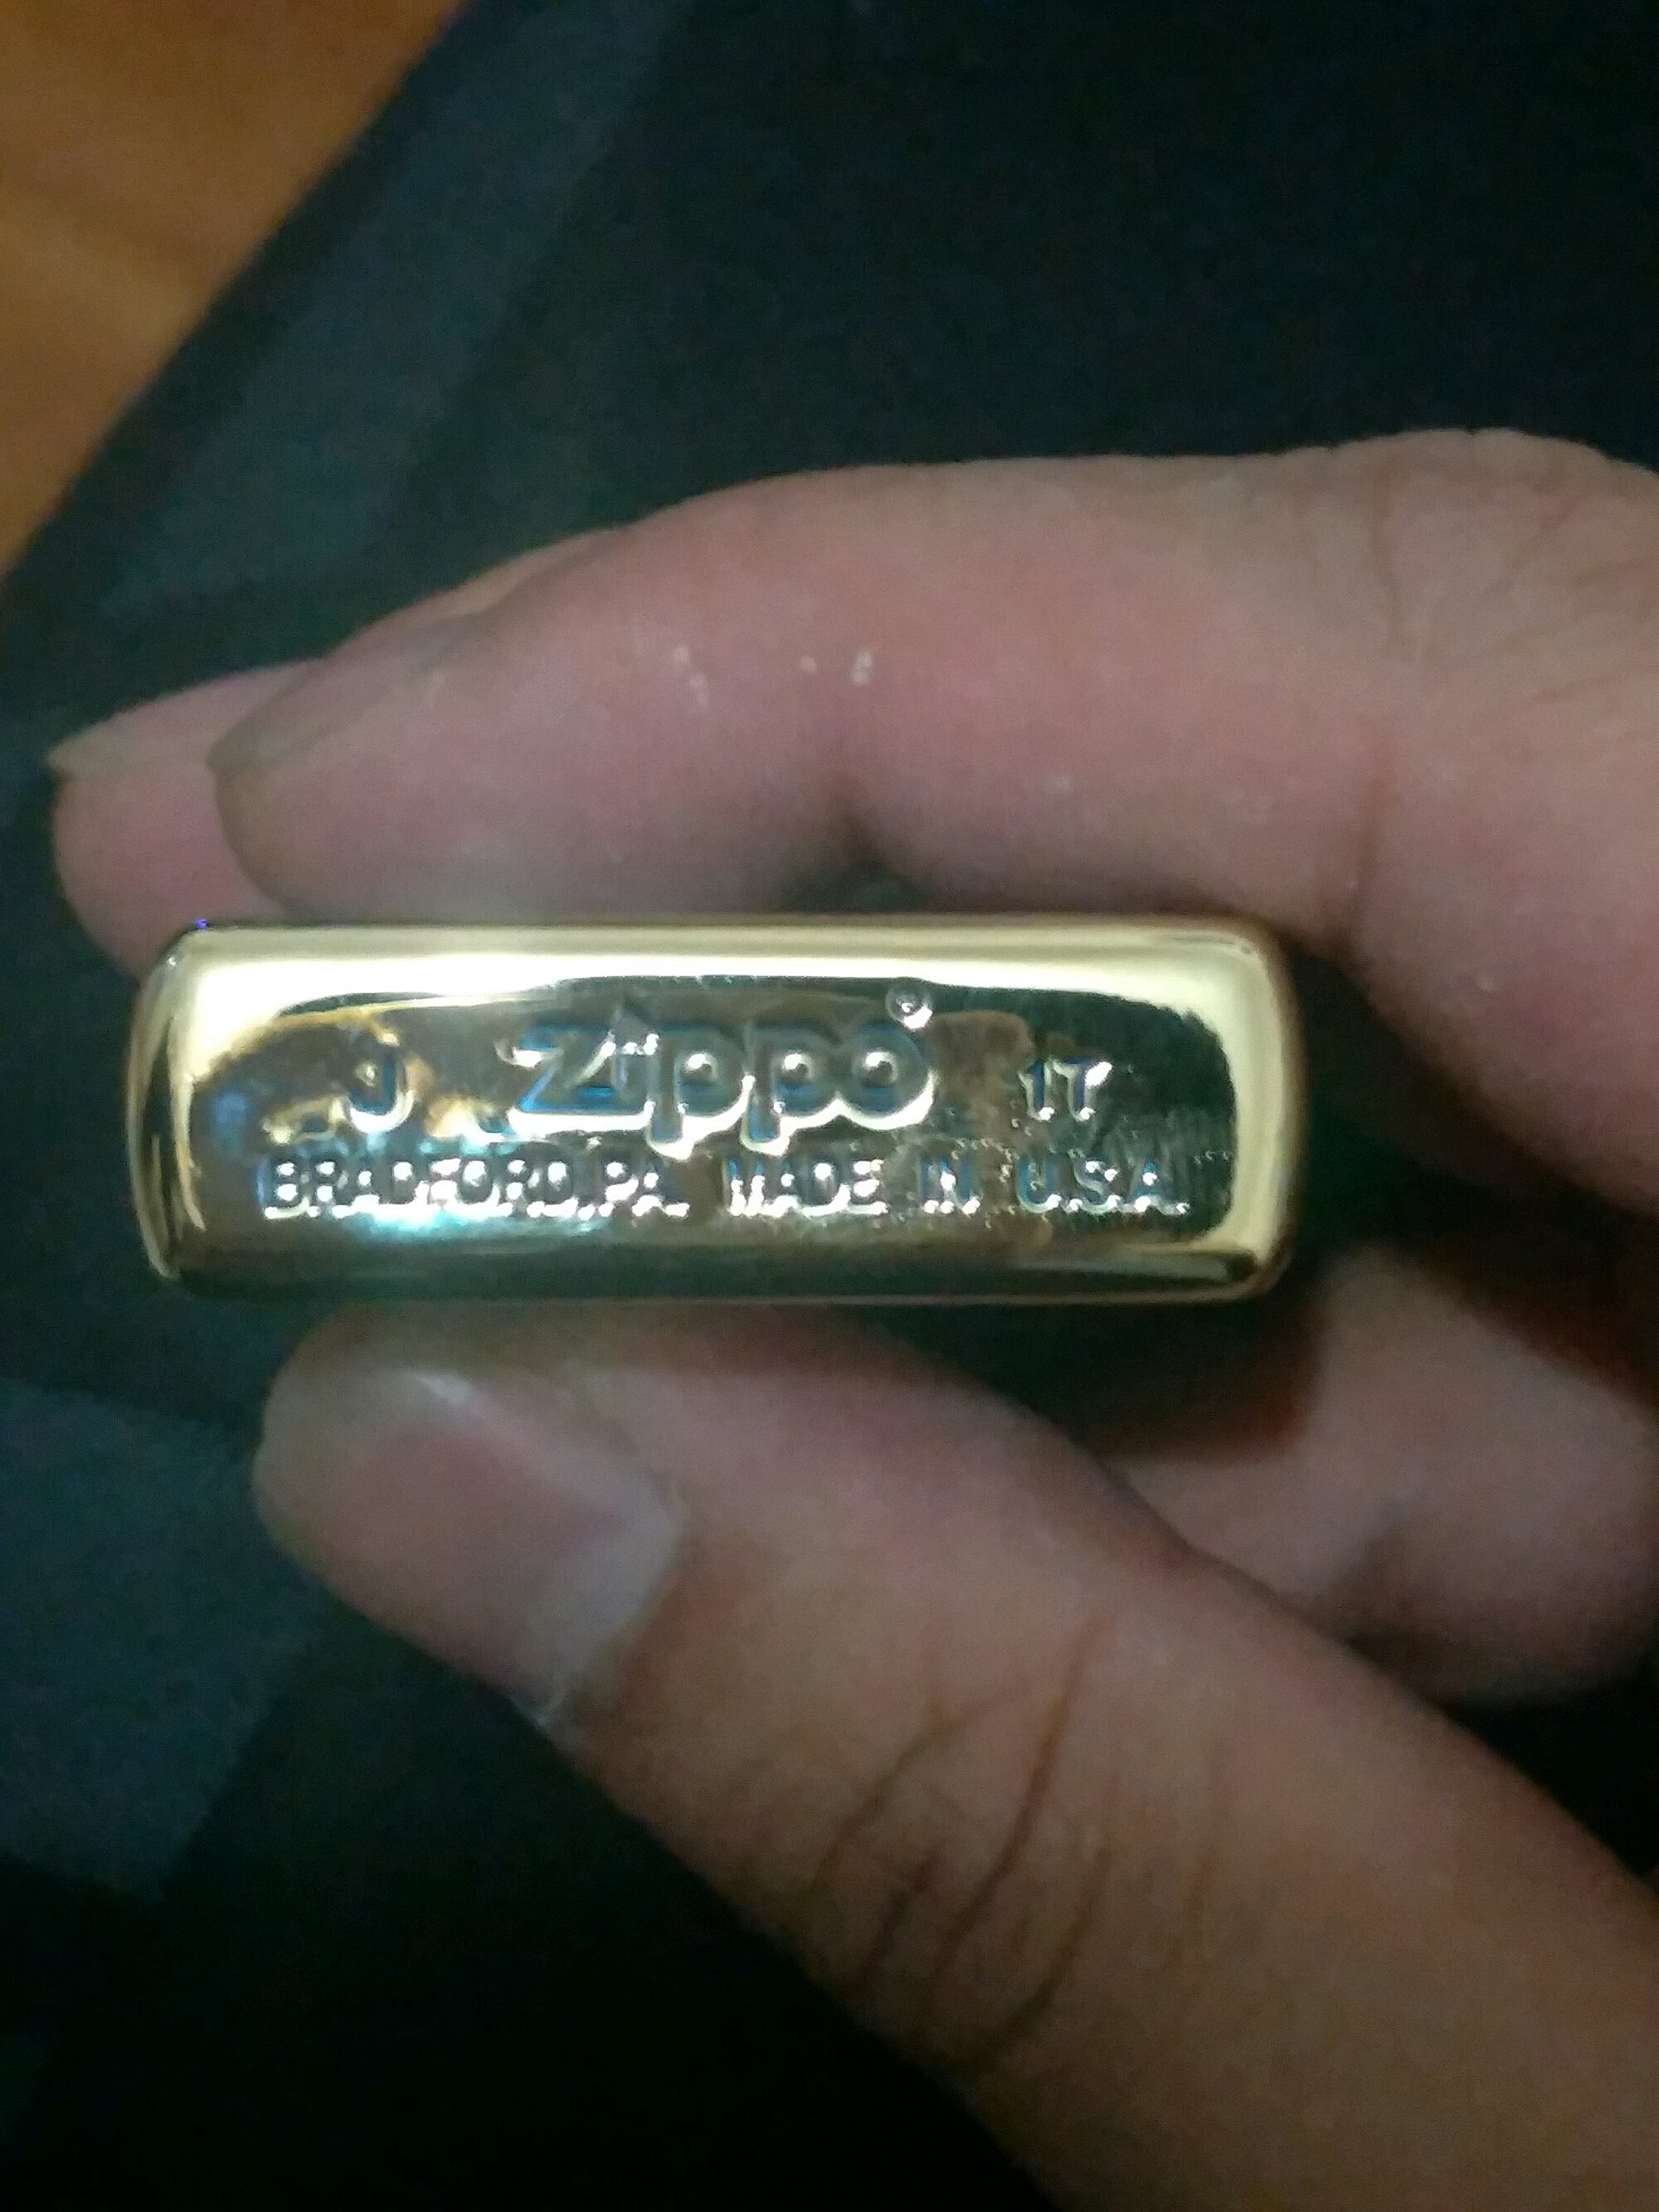 J Zippo® 17
BRADFORD,PA. MADE IN U.S.A.